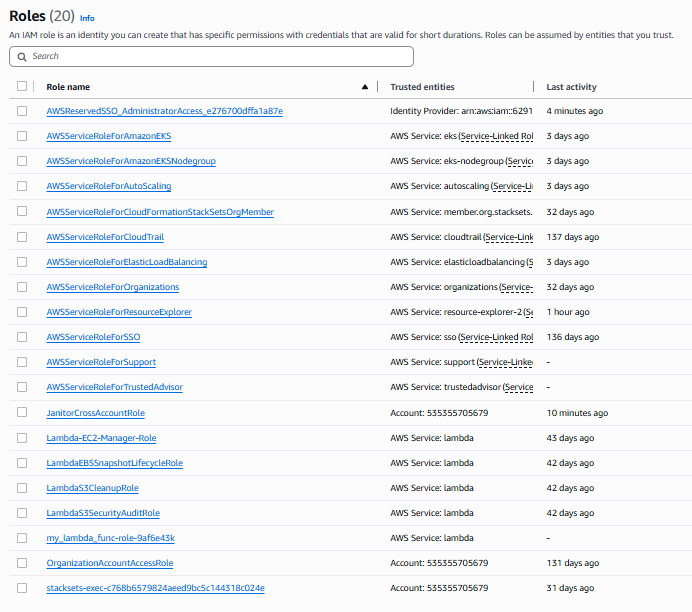 Roles (20) Info
An IAM role is an identity you can create that has specific permissions with credentials that are valid for short durations. Roles can be assumed by entities that you trust.
Search
Role name Trusted entities Last activity
AWSReservedSSO_AdministratorAccess_e276700dffa1a87e Identity Provider: arn:aws:iam::6291 4 minutes ago
AWSServiceRoleForAmazonEKS AWS Service: eks (Service-Linked Rol 3 days ago
AWSServiceRoleForAmazonEKSNodegroup AWS Service: eks-nodegroup (Servic 3 days ago
AWSServiceRoleForAutoScaling AWS Service: autoscaling (Service-Li 3 days ago
AWSServiceRoleForCloudFormationStackSetsOrgMember AWS Service: member.org.stacksets. 32 days ago
AWSServiceRoleForCloudTrail AWS Service: cloudtrail (Service-Link 137 days ago
AWSServiceRoleForElasticLoadBalancing AWS Service: elasticloadbalancing (S 3 days ago
AWSServiceRoleForOrganizations AWS Service: organizations (Service- 32 days ago
AWSServiceRoleForResourceExplorer AWS Service: resource-explorer-2 (Se 1 hour ago
AWSServiceRoleForSSO AWS Service: sso (Service-Linked Rol 136 days ago
AWSServiceRoleForSupport AWS Service: support (Service-Linke -
AWSServiceRoleForTrustedAdvisor AWS Service: trustedadvisor (Service -
JanitorCrossAccountRole Account: 535355705679 10 minutes ago
Lambda-EC2-Manager-Role AWS Service: lambda 43 days ago
LambdaEBSSnapshotLifecycleRole AWS Service: lambda 42 days ago
LambdaS3CleanupRole AWS Service: lambda 42 days ago
LambdaS3SecurityAuditRole AWS Service: lambda 42 days ago
my_lambda_func-role-9af6e43k AWS Service: lambda -
OrganizationAccountAccessRole Account: 535355705679 131 days ago
stacksets-exec-c768b6579824aeed9bc5c144318c024e Account: 535355705679 31 days ago